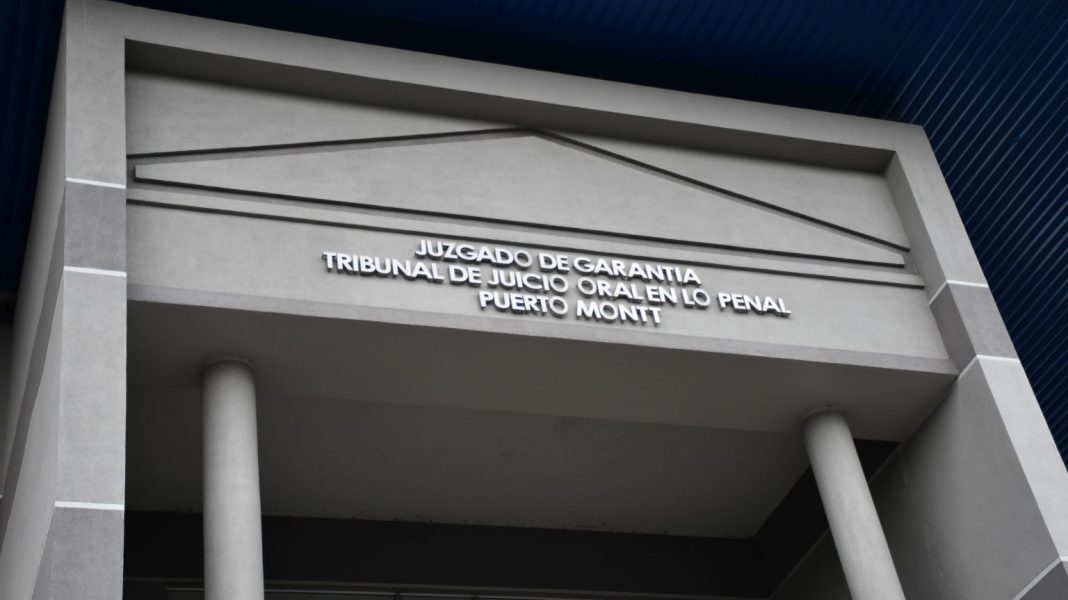 JUZGADO DE GARANTIA
TRIBUNAL DE JUICIO ORAL EN LO PENAL
PUERTO MONTT